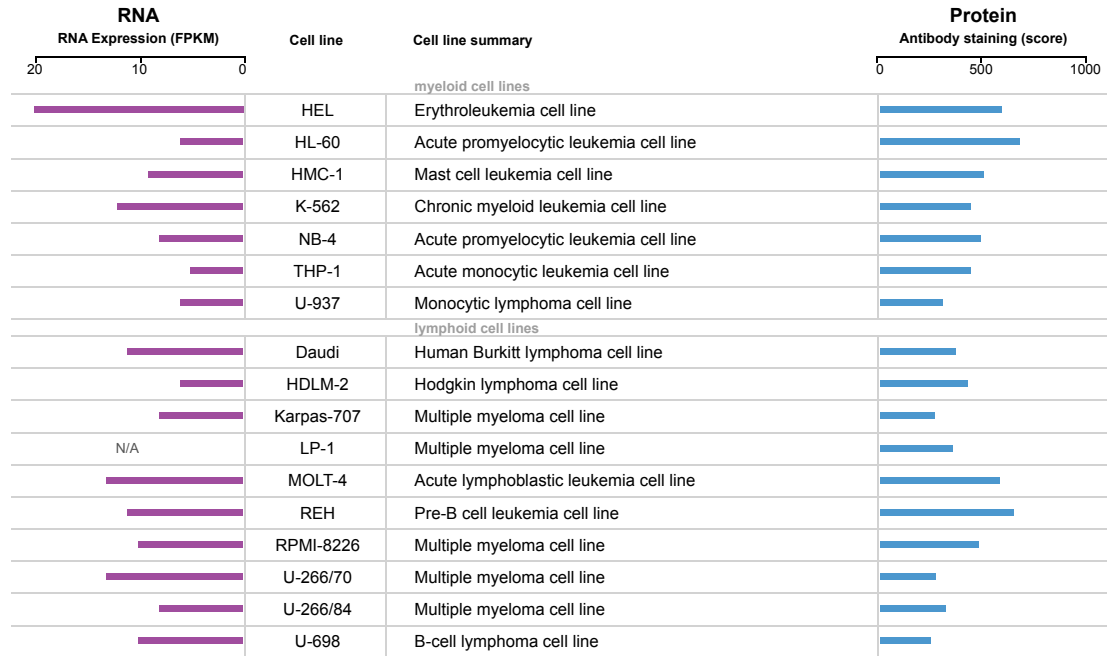 RNA
Protein
RNA Expression (FPKM)
Cell line
Cell line summary
Antibody staining (score)
20 10 0
0 500 1000
myeloid cell lines
HEL Erythroleukemia cell line
HL-60 Acute promyelocytic leukemia cell line
HMC-1 Mast cell leukemia cell line
K-562 Chronic myeloid leukemia cell line
NB-4 Acute promyelocytic leukemia cell line
THP-1 Acute monocytic leukemia cell line
U-937 Monocytic lymphoma cell line
lymphoid cell lines
Daudi Human Burkitt lymphoma cell line
HDLM-2 Hodgkin lymphoma cell line
Karpas-707 Multiple myeloma cell line
N/A LP-1 Multiple myeloma cell line
MOLT-4 Acute lymphoblastic leukemia cell line
REH Pre-B cell leukemia cell line
RPMI-8226 Multiple myeloma cell line
U-266/70 Multiple myeloma cell line
U-266/84 Multiple myeloma cell line
U-698 B-cell lymphoma cell line